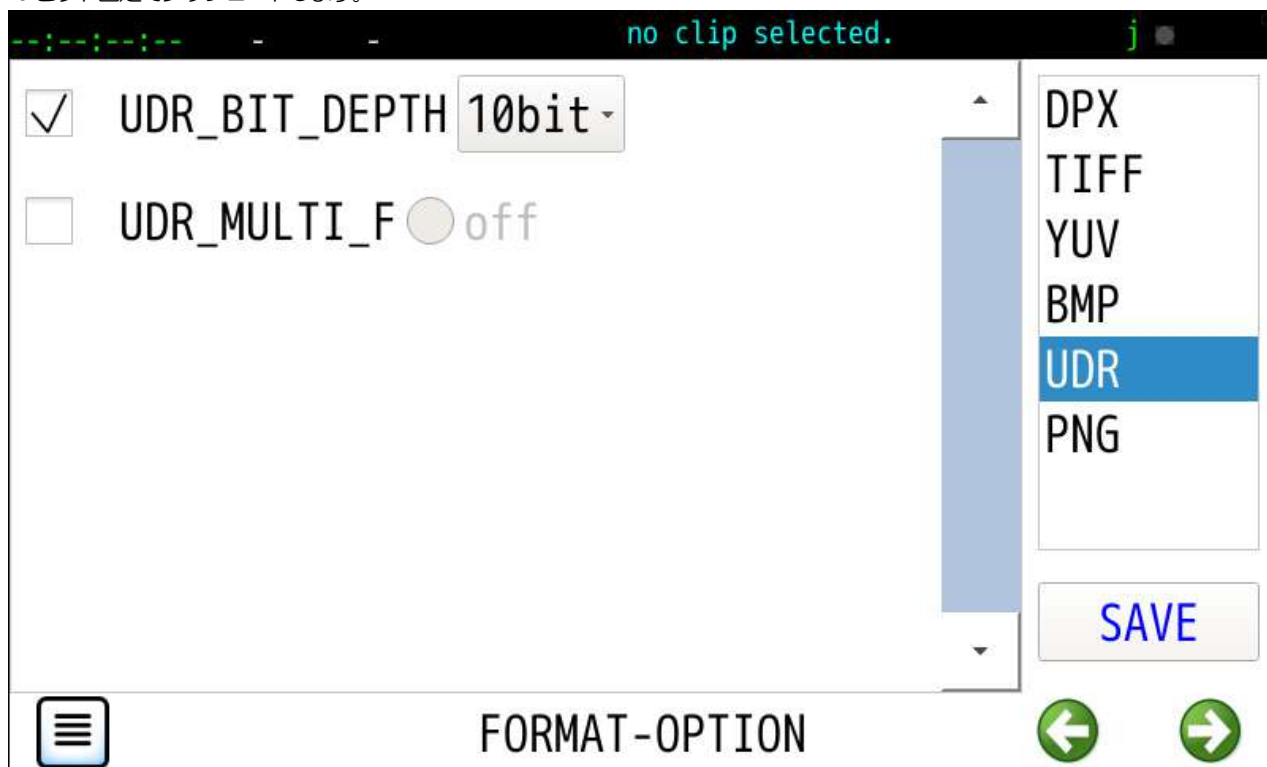 --:--:--:-- - - no clip selected. j
UDR_BIT_DEPTH 10bit
UDR_MULTI_F off
DPX
TIFF
YUV
BMP
UDR
PNG
SAVE
FORMAT-OPTION